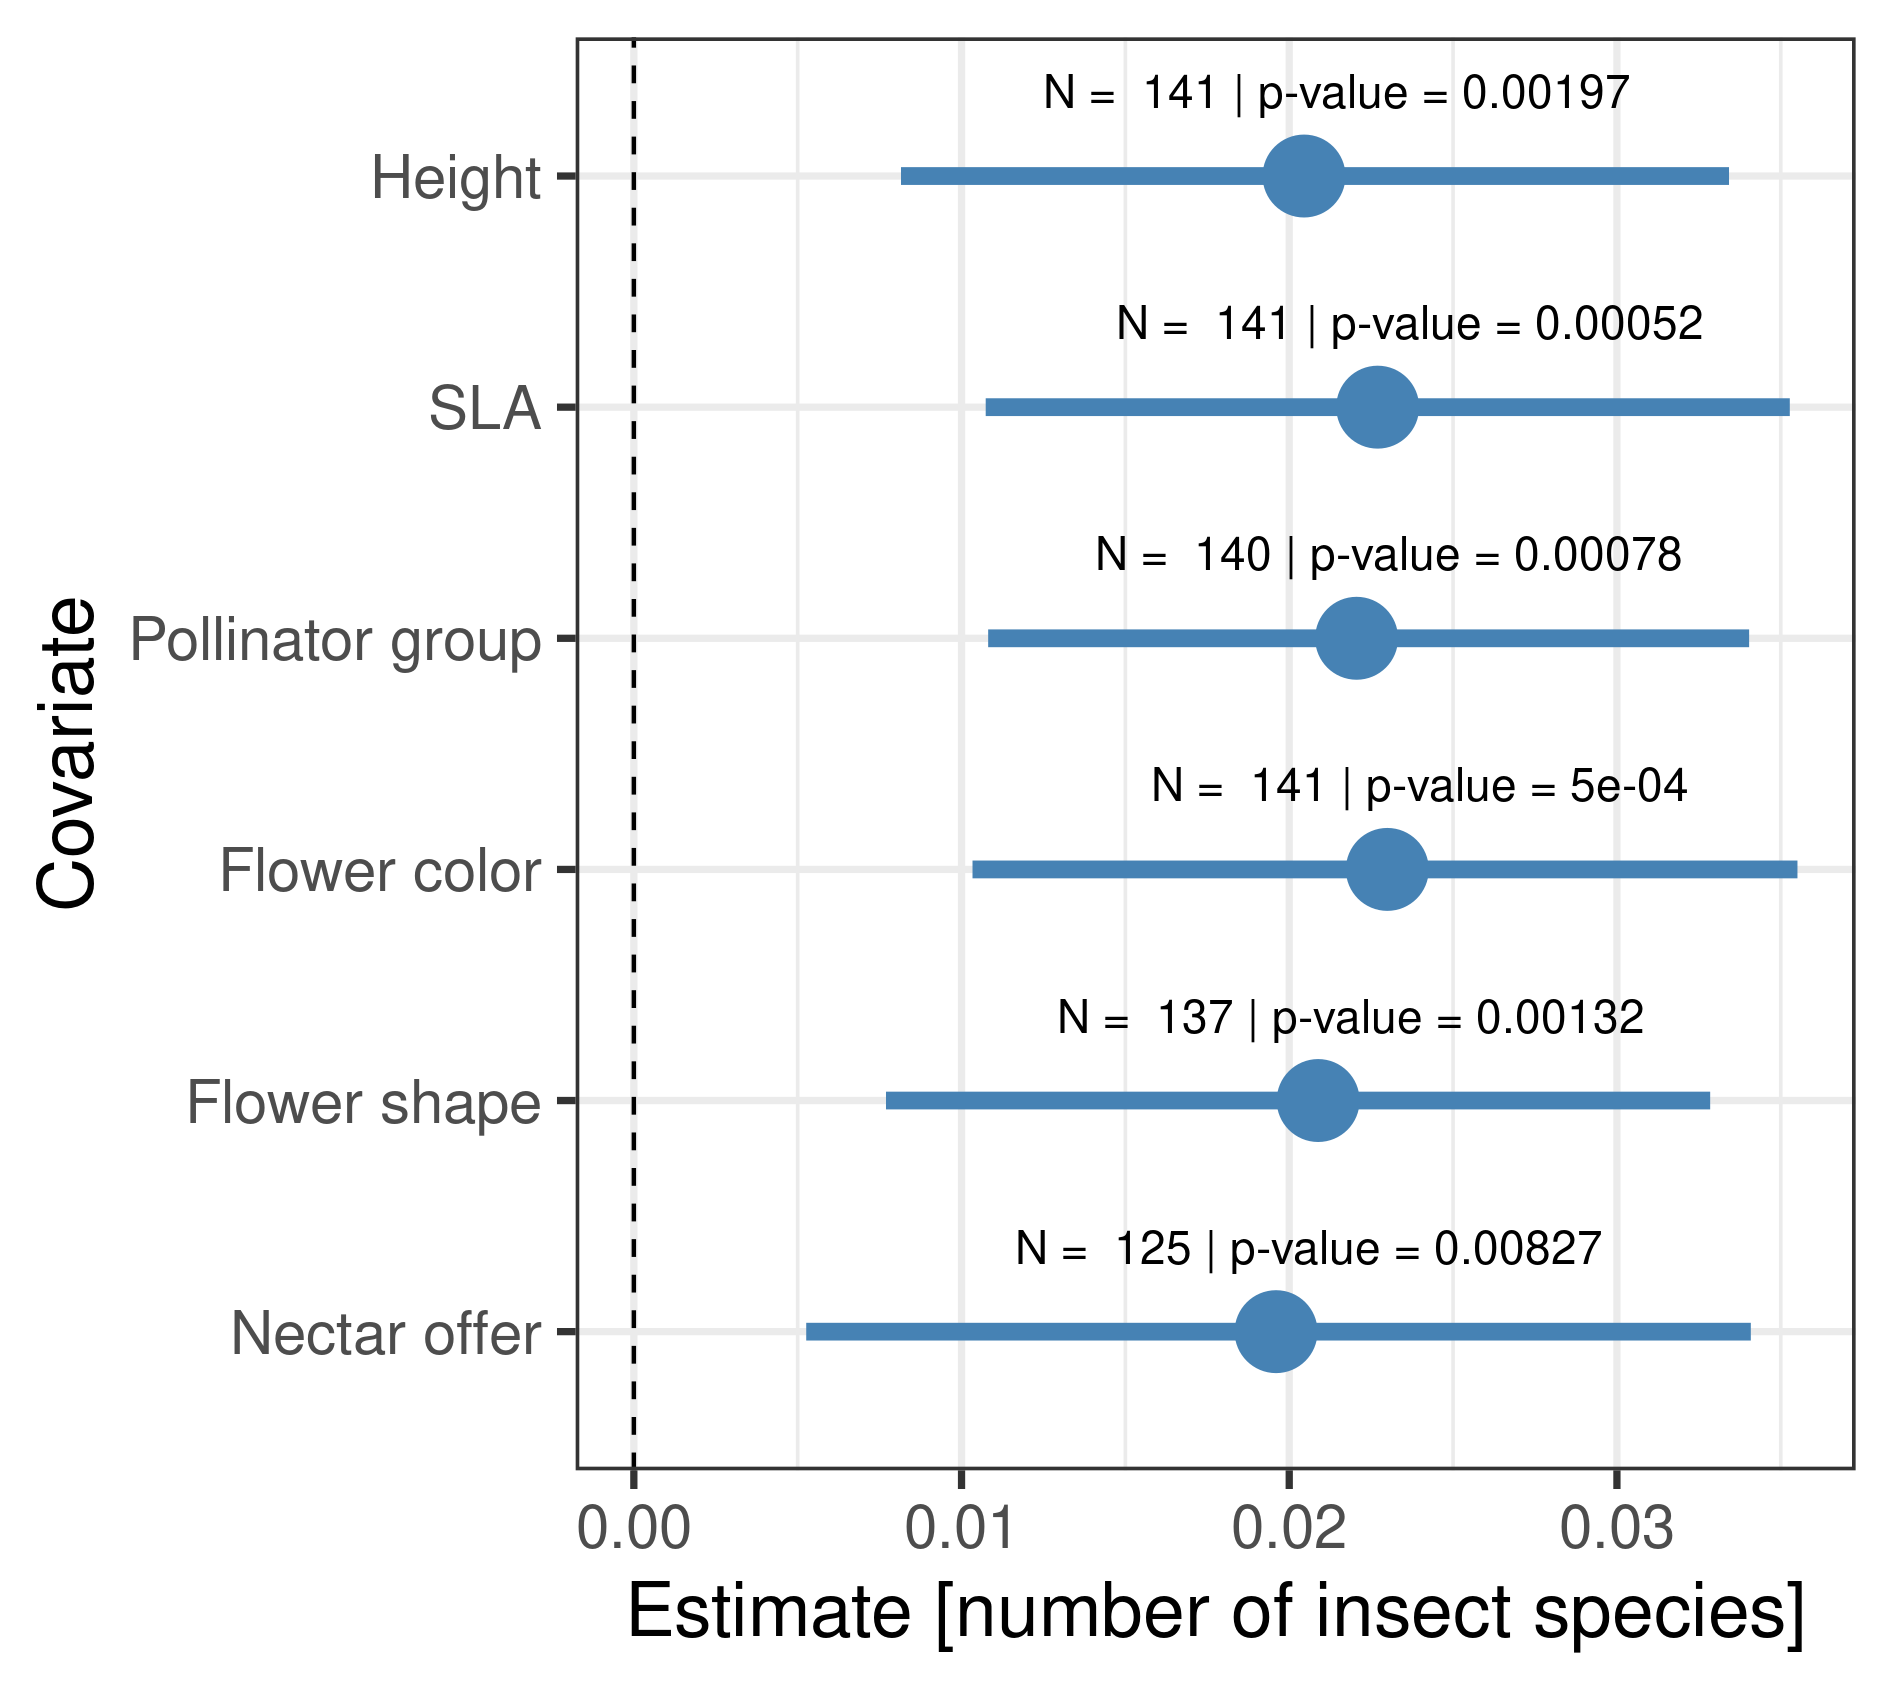 N =  141 | p-value = 0.00197
Height
N =  141 | p-value = 0.00052
SLA
N =  140 | p-value = 0.00078
Pollinator group
N =  141 | p-value = 5e-04
Flower color
N =  137 | p-value = 0.00132
Flower shape
N =  125 | p-value = 0.00827
Nectar offer
Covariate
0.00 0.01 0.02 0.03
Estimate [number of insect species]